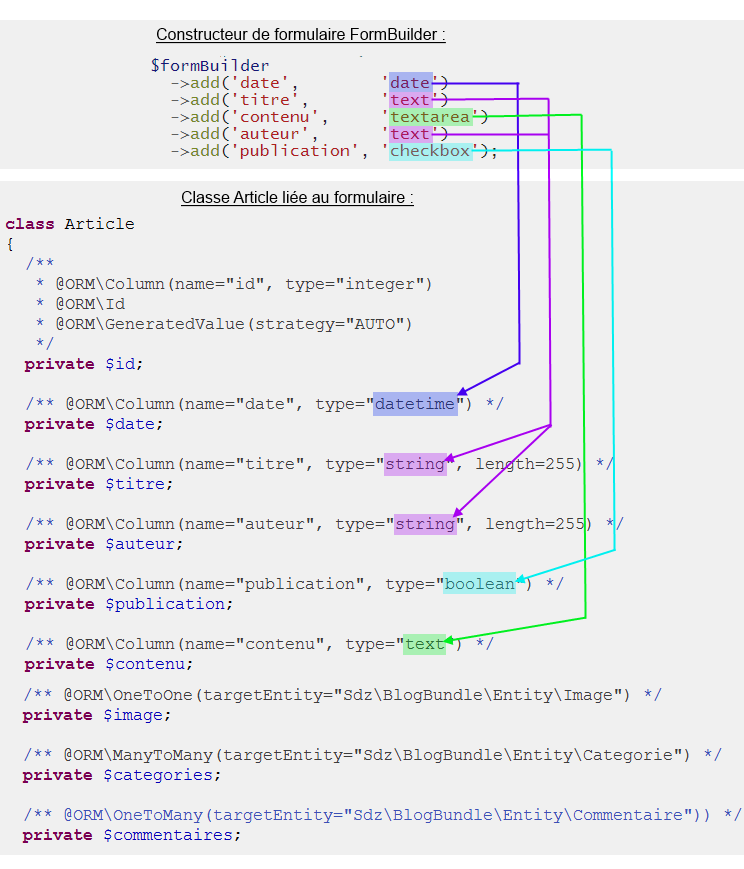 Constructeur de formulaire FormBuilder :
$formBuilder
->add('date', 'date')
->add('titre', 'text')
->add('contenu', 'textarea')
->add('auteur', 'text')
->add('publication', 'checkbox');
Classe Article liée au formulaire :
class Article
{
/**
* @ORM\Column(name="id", type="integer")
* @ORM\Id
* @ORM\GeneratedValue(strategy="AUTO")
*/
private $id;
/** @ORM\Column(name="date", type="datetime") */
private $date;
/** @ORM\Column(name="titre", type="string", length=255) */
private $titre;
/** @ORM\Column(name="auteur", type="string", length=255) */
private $auteur;
/** @ORM\Column(name="publication", type="boolean") */
private $publication;
/** @ORM\Column(name="contenu", type="text") */
private $contenu;
/** @ORM\OneToOne(targetEntity="Sdz\BlogBundle\Entity\Image") */
private $image;
/** @ORM\ManyToMany(targetEntity="Sdz\BlogBundle\Entity\Categorie") */
private $categories;
/** @ORM\OneToMany(targetEntity="Sdz\BlogBundle\Entity\Commentaire")) */
private $commentaires;